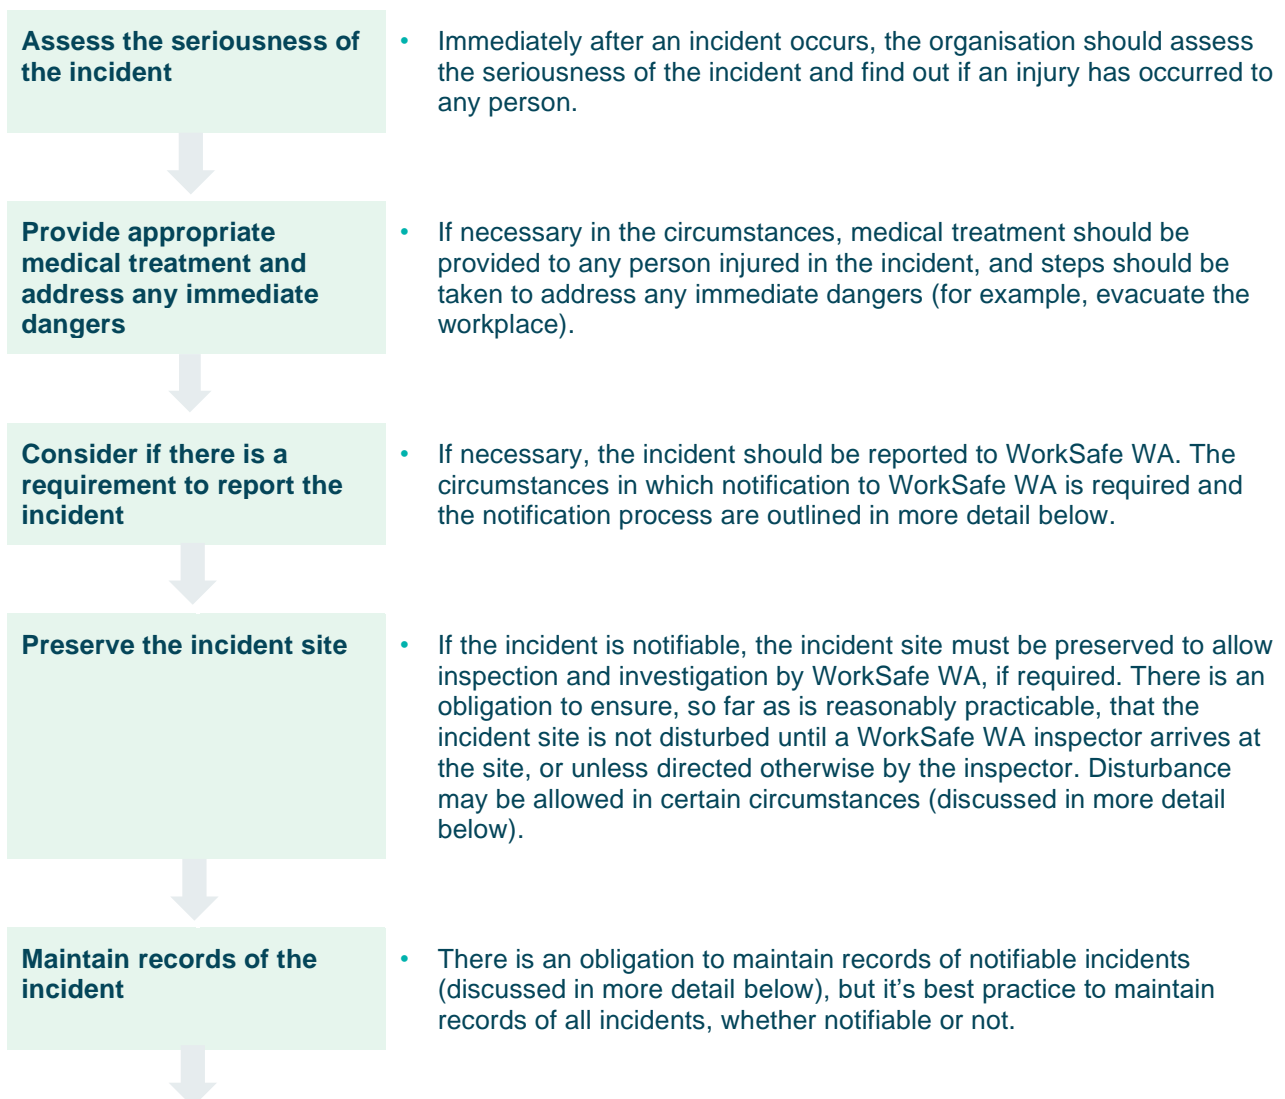 Assess the seriousness of
the incident
• Immediately after an incident occurs, the organisation should assess
the seriousness of the incident and find out if an injury has occurred to
any person.
Provide appropriate
medical treatment and
address any immediate
dangers
• If necessary in the circumstances, medical treatment should be
provided to any person injured in the incident, and steps should be
taken to address any immediate dangers (for example, evacuate the
workplace).
Consider if there is a
requirement to report the
incident
• If necessary, the incident should be reported to WorkSafe WA. The
circumstances in which notification to WorkSafe WA is required and
the notification process are outlined in more detail below.
Preserve the incident site
• If the incident is notifiable, the incident site must be preserved to allow
inspection and investigation by WorkSafe WA, if required. There is an
obligation to ensure, so far as is reasonably practicable, that the
incident site is not disturbed until a WorkSafe WA inspector arrives at
the site, or unless directed otherwise by the inspector. Disturbance
may be allowed in certain circumstances (discussed in more detail
below).
Maintain records of the
incident
• There is an obligation to maintain records of notifiable incidents
(discussed in more detail below), but it’s best practice to maintain
records of all incidents, whether notifiable or not.